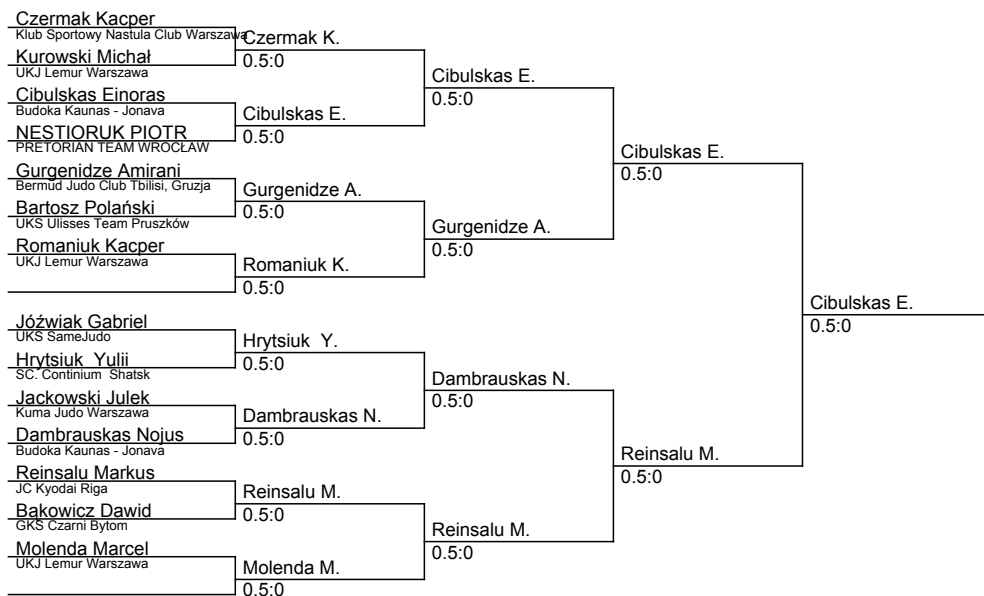 Czermak Kacper
Klub Sportowy Nastula Club Warszawa
Kurowski Michał
UKJ Lemur Warszawa
Cibulskas Einoras
Budoka Kaunas - Jonava
NESTIORUK PIOTR
PRETORIAN TEAM WROCŁAW
Gurgenidze Amirani
Bermud Judo Club Tbilisi, Gruzja
Bartosz Polański
UKS Ulisses Team Pruszków
Romaniuk Kacper
UKJ Lemur Warszawa
Jóźwiak Gabriel
UKS SameJudo
Hrytsiuk Yulii
SC. Continium Shatsk
Jackowski Julek
Kuma Judo Warszawa
Dambrauskas Nojus
Budoka Kaunas - Jonava
Reinsalu Markus
JC Kyodai Riga
Bąkowicz Dawid
GKS Czarni Bytom
Molenda Marcel
UKJ Lemur Warszawa
Czermak K.
0.5:0
Cibulskas E.
0.5:0
Gurgenidze A.
0.5:0
Romaniuk K.
0.5:0
Hrytsiuk Y.
0.5:0
Dambrauskas N.
0.5:0
Reinsalu M.
0.5:0
Molenda M.
0.5:0
Cibulskas E.
0.5:0
Gurgenidze A.
0.5:0
Dambrauskas N.
0.5:0
Reinsalu M.
0.5:0
Cibulskas E.
0.5:0
Reinsalu M.
0.5:0
Cibulskas E.
0.5:0